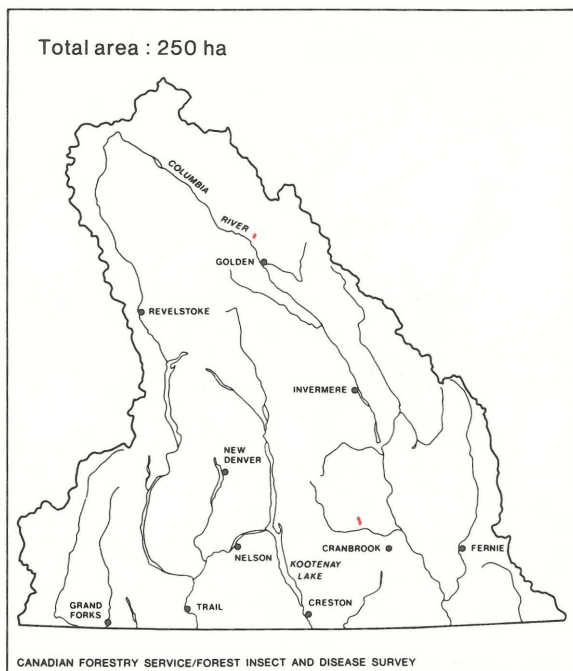 Total area : 250 ha
COLUMBIA
RIVER
GOLDEN
REVELSTOKE
INVERMERE
NEW
DENVER
NELSON
KOOTENAY
LAKE
CRANBROOK
FERNIE
GRAND
FORKS
TRAIL
CRESTON
CANADIAN FORESTRY SERVICE/FOREST INSECT AND DISEASE SURVEY